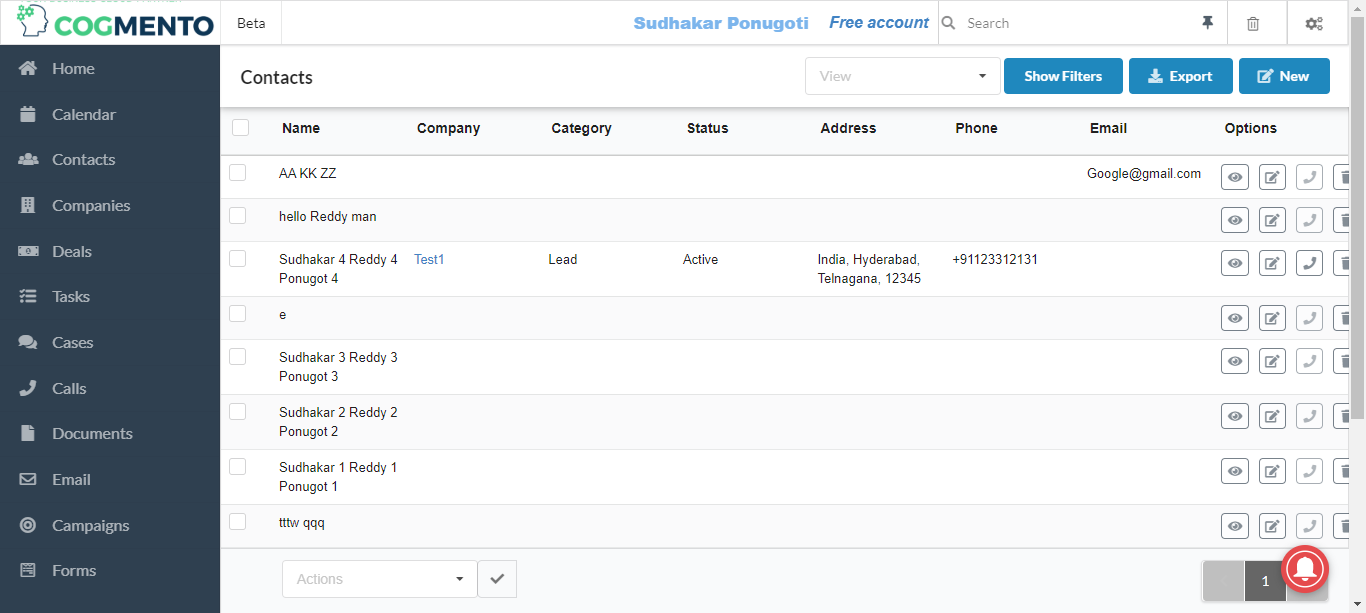 COGMENTO
Beta
Sudhakar Ponugoti
Free account
Search
Home
Calendar
Contacts
Companies
Deals
Tasks
Cases
Calls
Documents
Email
Campaigns
Forms
Contacts
View
Show Filters
Export
New
Name Company Category Status Address Phone Email Options
AA KK ZZ Google@gmail.com
hello Reddy man
Sudhakar 4 Reddy 4 Test1 Lead Active India, Hyderabad, +91123312131
Ponugot 4 Telnagana, 12345
e
Sudhakar 3 Reddy 3
Ponugot 3
Sudhakar 2 Reddy 2
Ponugot 2
Sudhakar 1 Reddy 1
Ponugot 1
tttw qqq
Actions
1